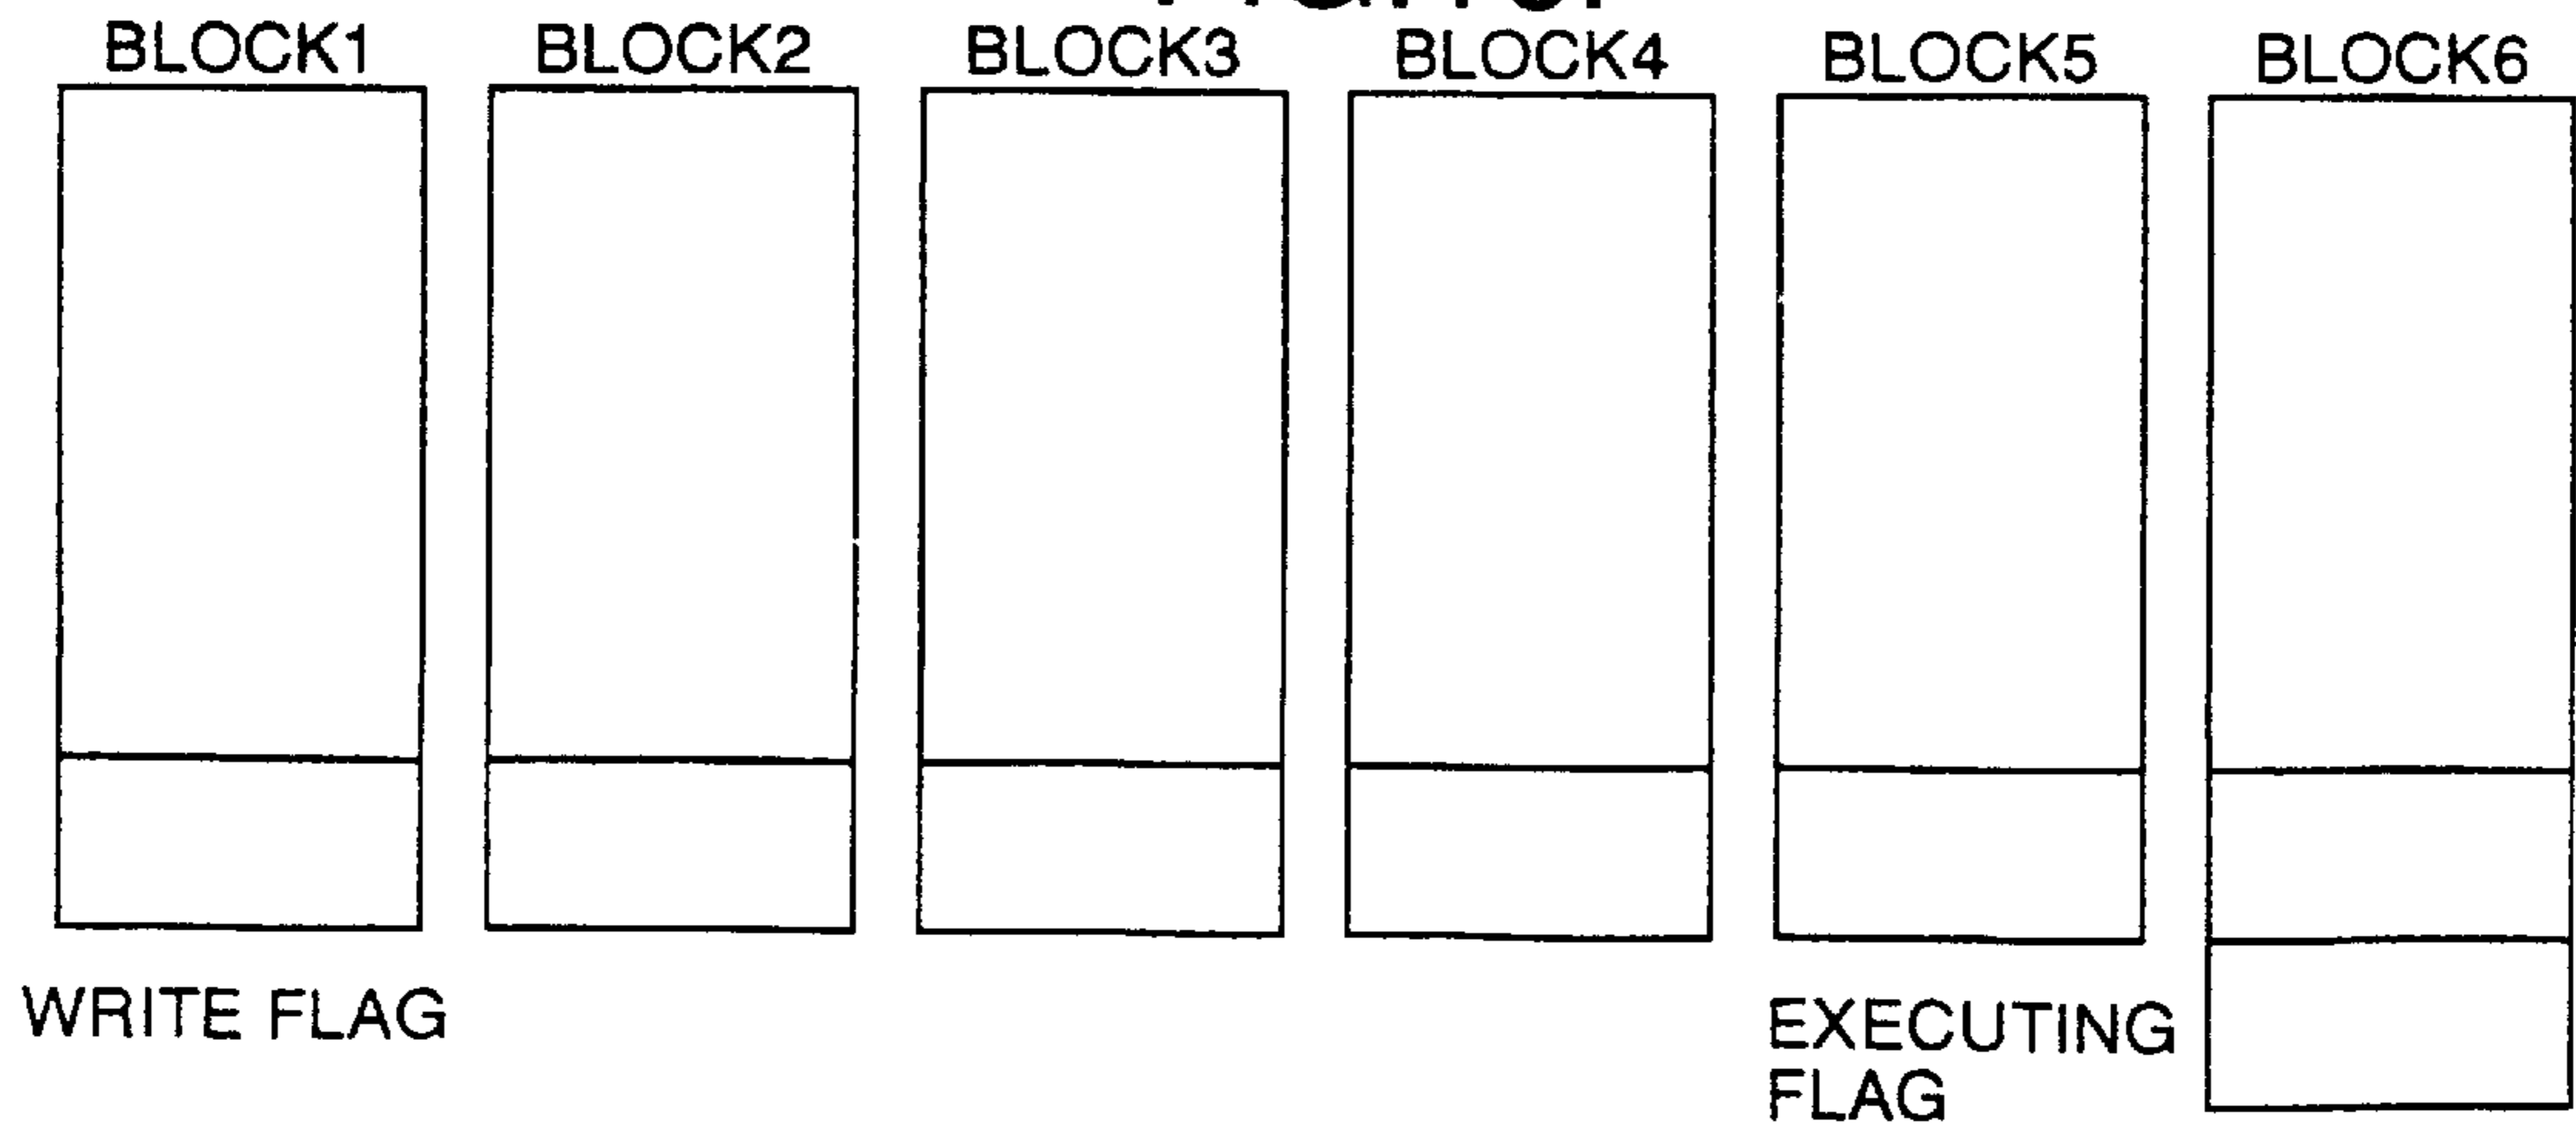 BLOCK1 BLOCK2 BLOCK3 BLOCK4 BLOCK5 BLOCK6
WRITE FLAG
EXECUTING
FLAG